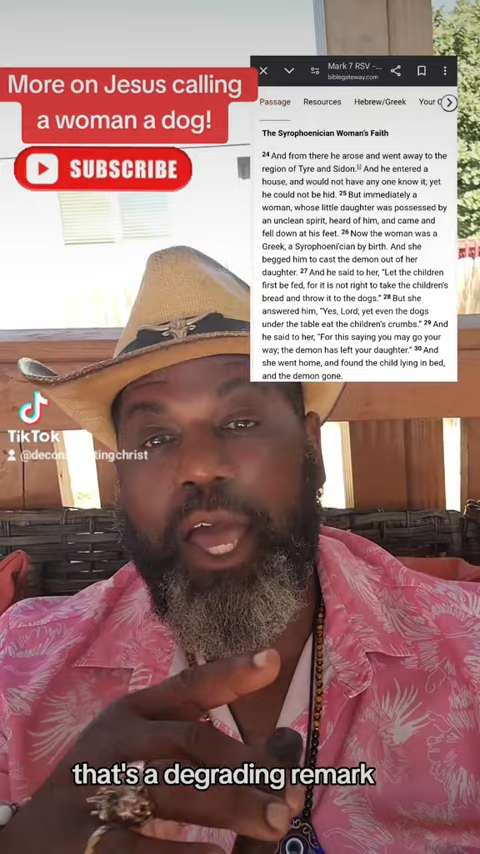 More on Jesus calling
a woman a dog!
SUBSCRIBE
Mark 7 RSV -...
biblegateway.com
Passage Resources Hebrew/Greek Your
The Syrophoenician Woman's Faith
24 And from there he arose and went away to the
region of Tyre and Sidon. And he entered a
house, and would not have any one know it; yet
he could not be hid. 25 But immediately a
woman, whose little daughter was possessed by
an unclean spirit, heard of him, and came and
fell down at his feet. 26 Now the woman was a
Greek, a Syrophoeni'cian by birth. And she
begged him to cast the demon out of her
daughter. 27 And he said to her, "Let the children
first be fed, for it is not right to take the children's
bread and throw it to the dogs." 28 But she
answered him, "Yes, Lord; yet even the dogs
under the table eat the children's crumbs." 29 And
he said to her, "For this saying you may go your
way; the demon has left your daughter." 30 And
she went home, and found the child lying in bed,
and the demon gone.
TikTok
that's a degrading remark